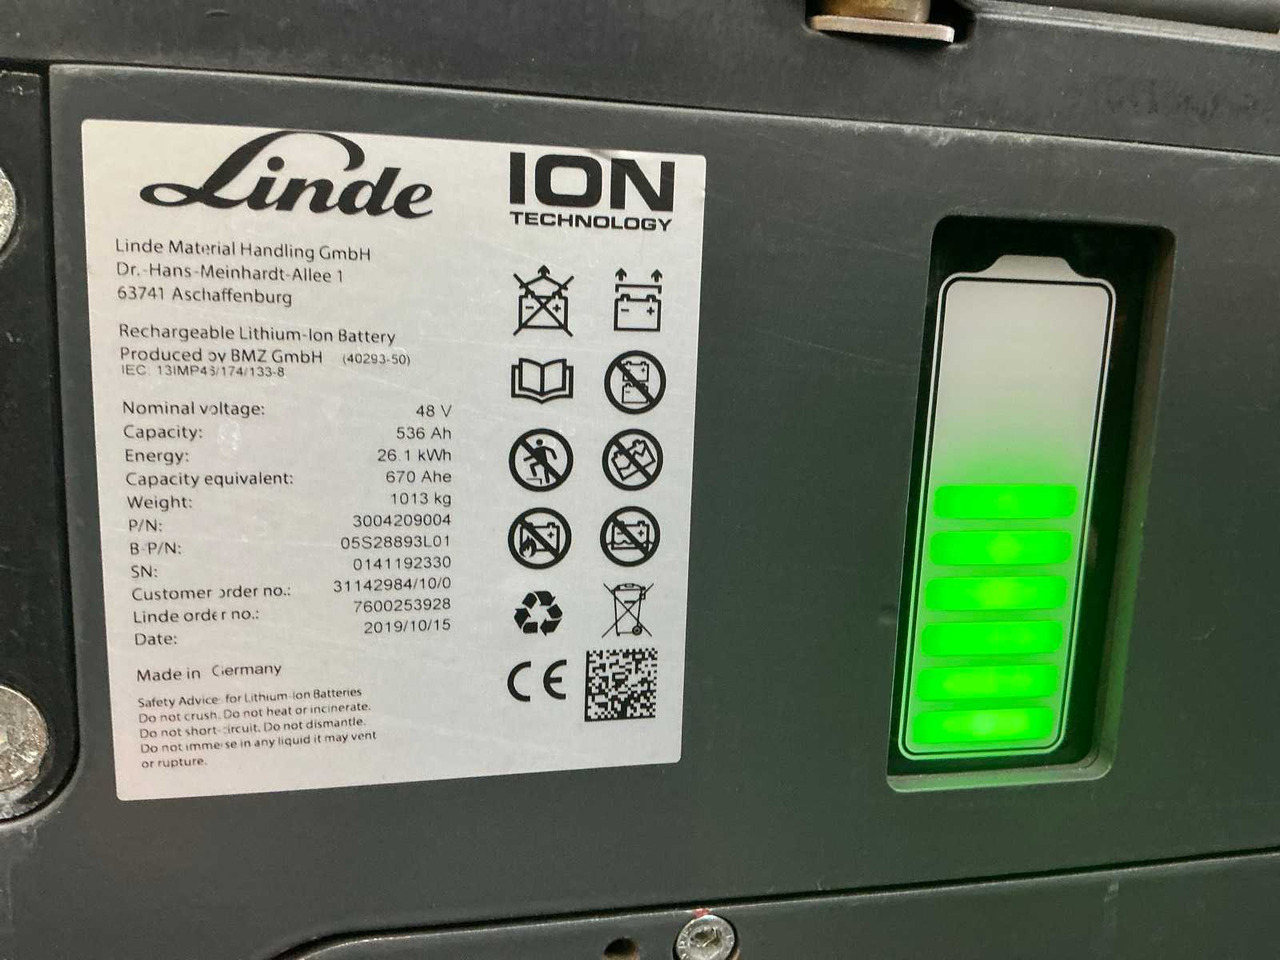 Linde
ION
TECHNOLOGY
Linde Material Handling GmbH
Dr.-Hans-Meinhardt-Allee 1
63741 Aschaffenburg
Rechargeable Lithium-Ion Battery
Produced by BMZ GmbH (40293-50)
IEC: 13IMP43/174/133-8
Nominal voltage: 48 V
Capacity: 536 Ah
Energy: 26.1 kWh
Capacity equivalent: 670 Ahe
Weight: 1013 kg
P/N: 3004209004
B-P/N: 05S28893L01
SN: 0141192330
Customer order no.: 31142984/10/0
Linde order no.: 7600253928
Date: 2019/10/15
Made in Germany
CE
Safety Advice for Lithium-Ion Batteries
Do not crush. Do not heat or incinerate.
Do not short-circuit. Do not dismantle.
Do not immerse in any liquid it may vent
or rupture.